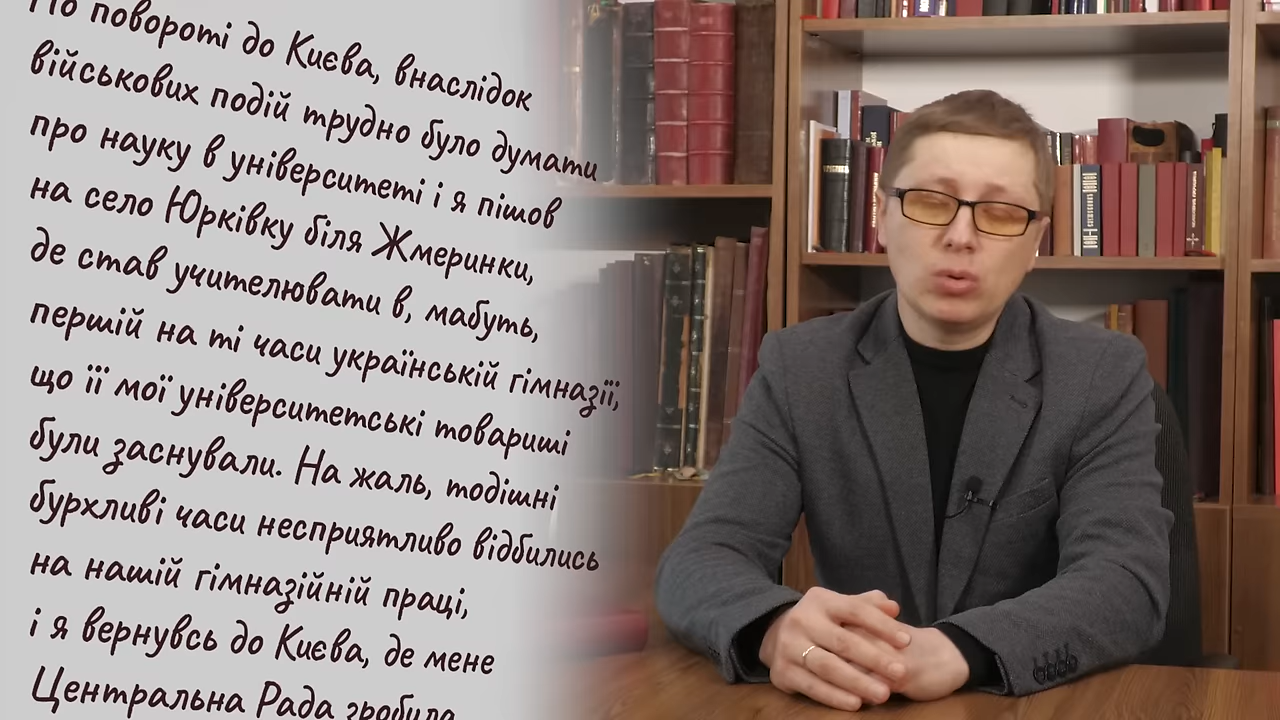 По повороті до Києва, внаслідок
військових подій трудно було думати
про науку в університеті і я пішов
на село Юрківку біля Жмеринки,
де став учителювати в, мабуть,
першій на ті часи українській гімназії,
що її мої університетські товариші
були заснували. На жаль, тодішні
бурхливі часи несприятливо відбились
на нашій гімназійній праці,
і я вернувсь до Києва, де мене
Центральна Рада зробила